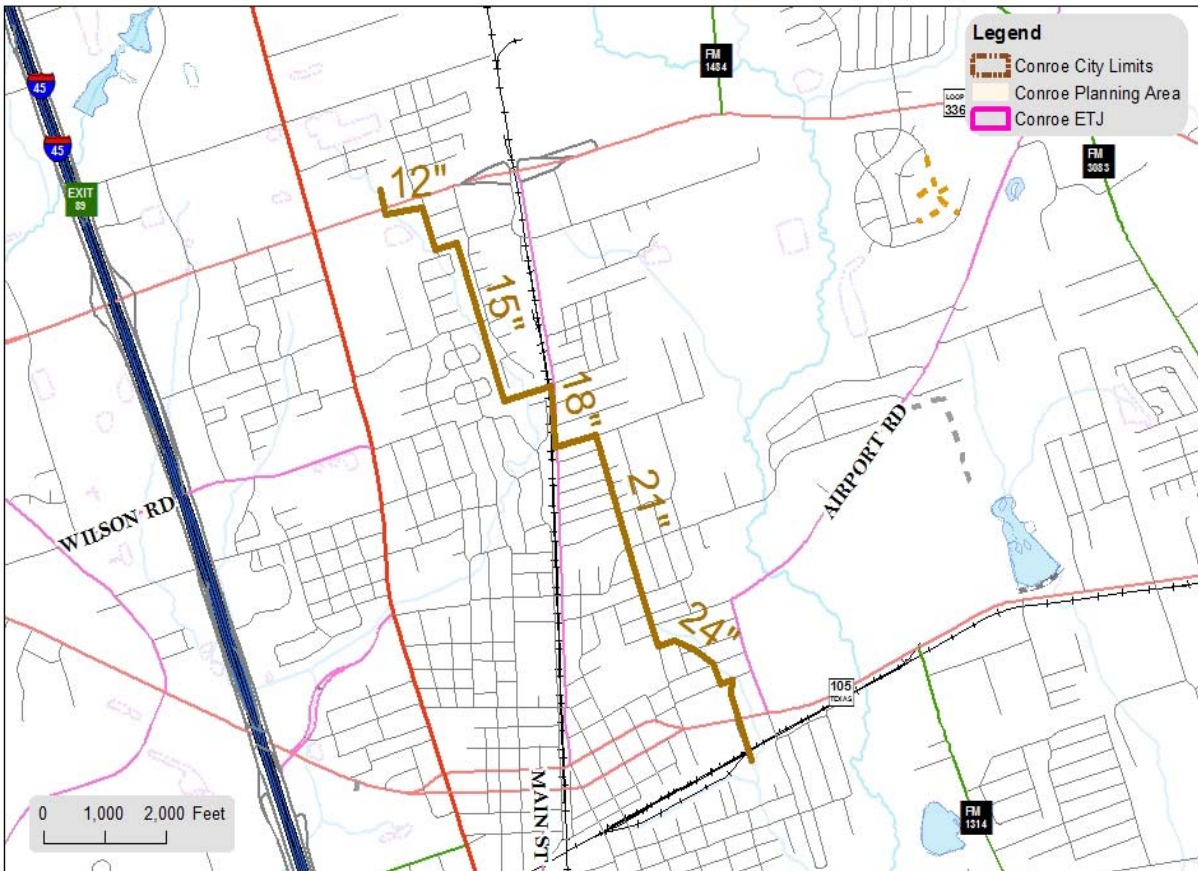 Legend
Conroe City Limits
Conroe Planning Area
Conroe ETJ
45
45
EXIT
89
FM
1484
LOOP
336
FM
3083
12"
15"
18"
21"
24"
WILSON RD
AIRPORT RD
MAIN ST
105
TEXAS
FM
1314
0 1,000 2,000 Feet